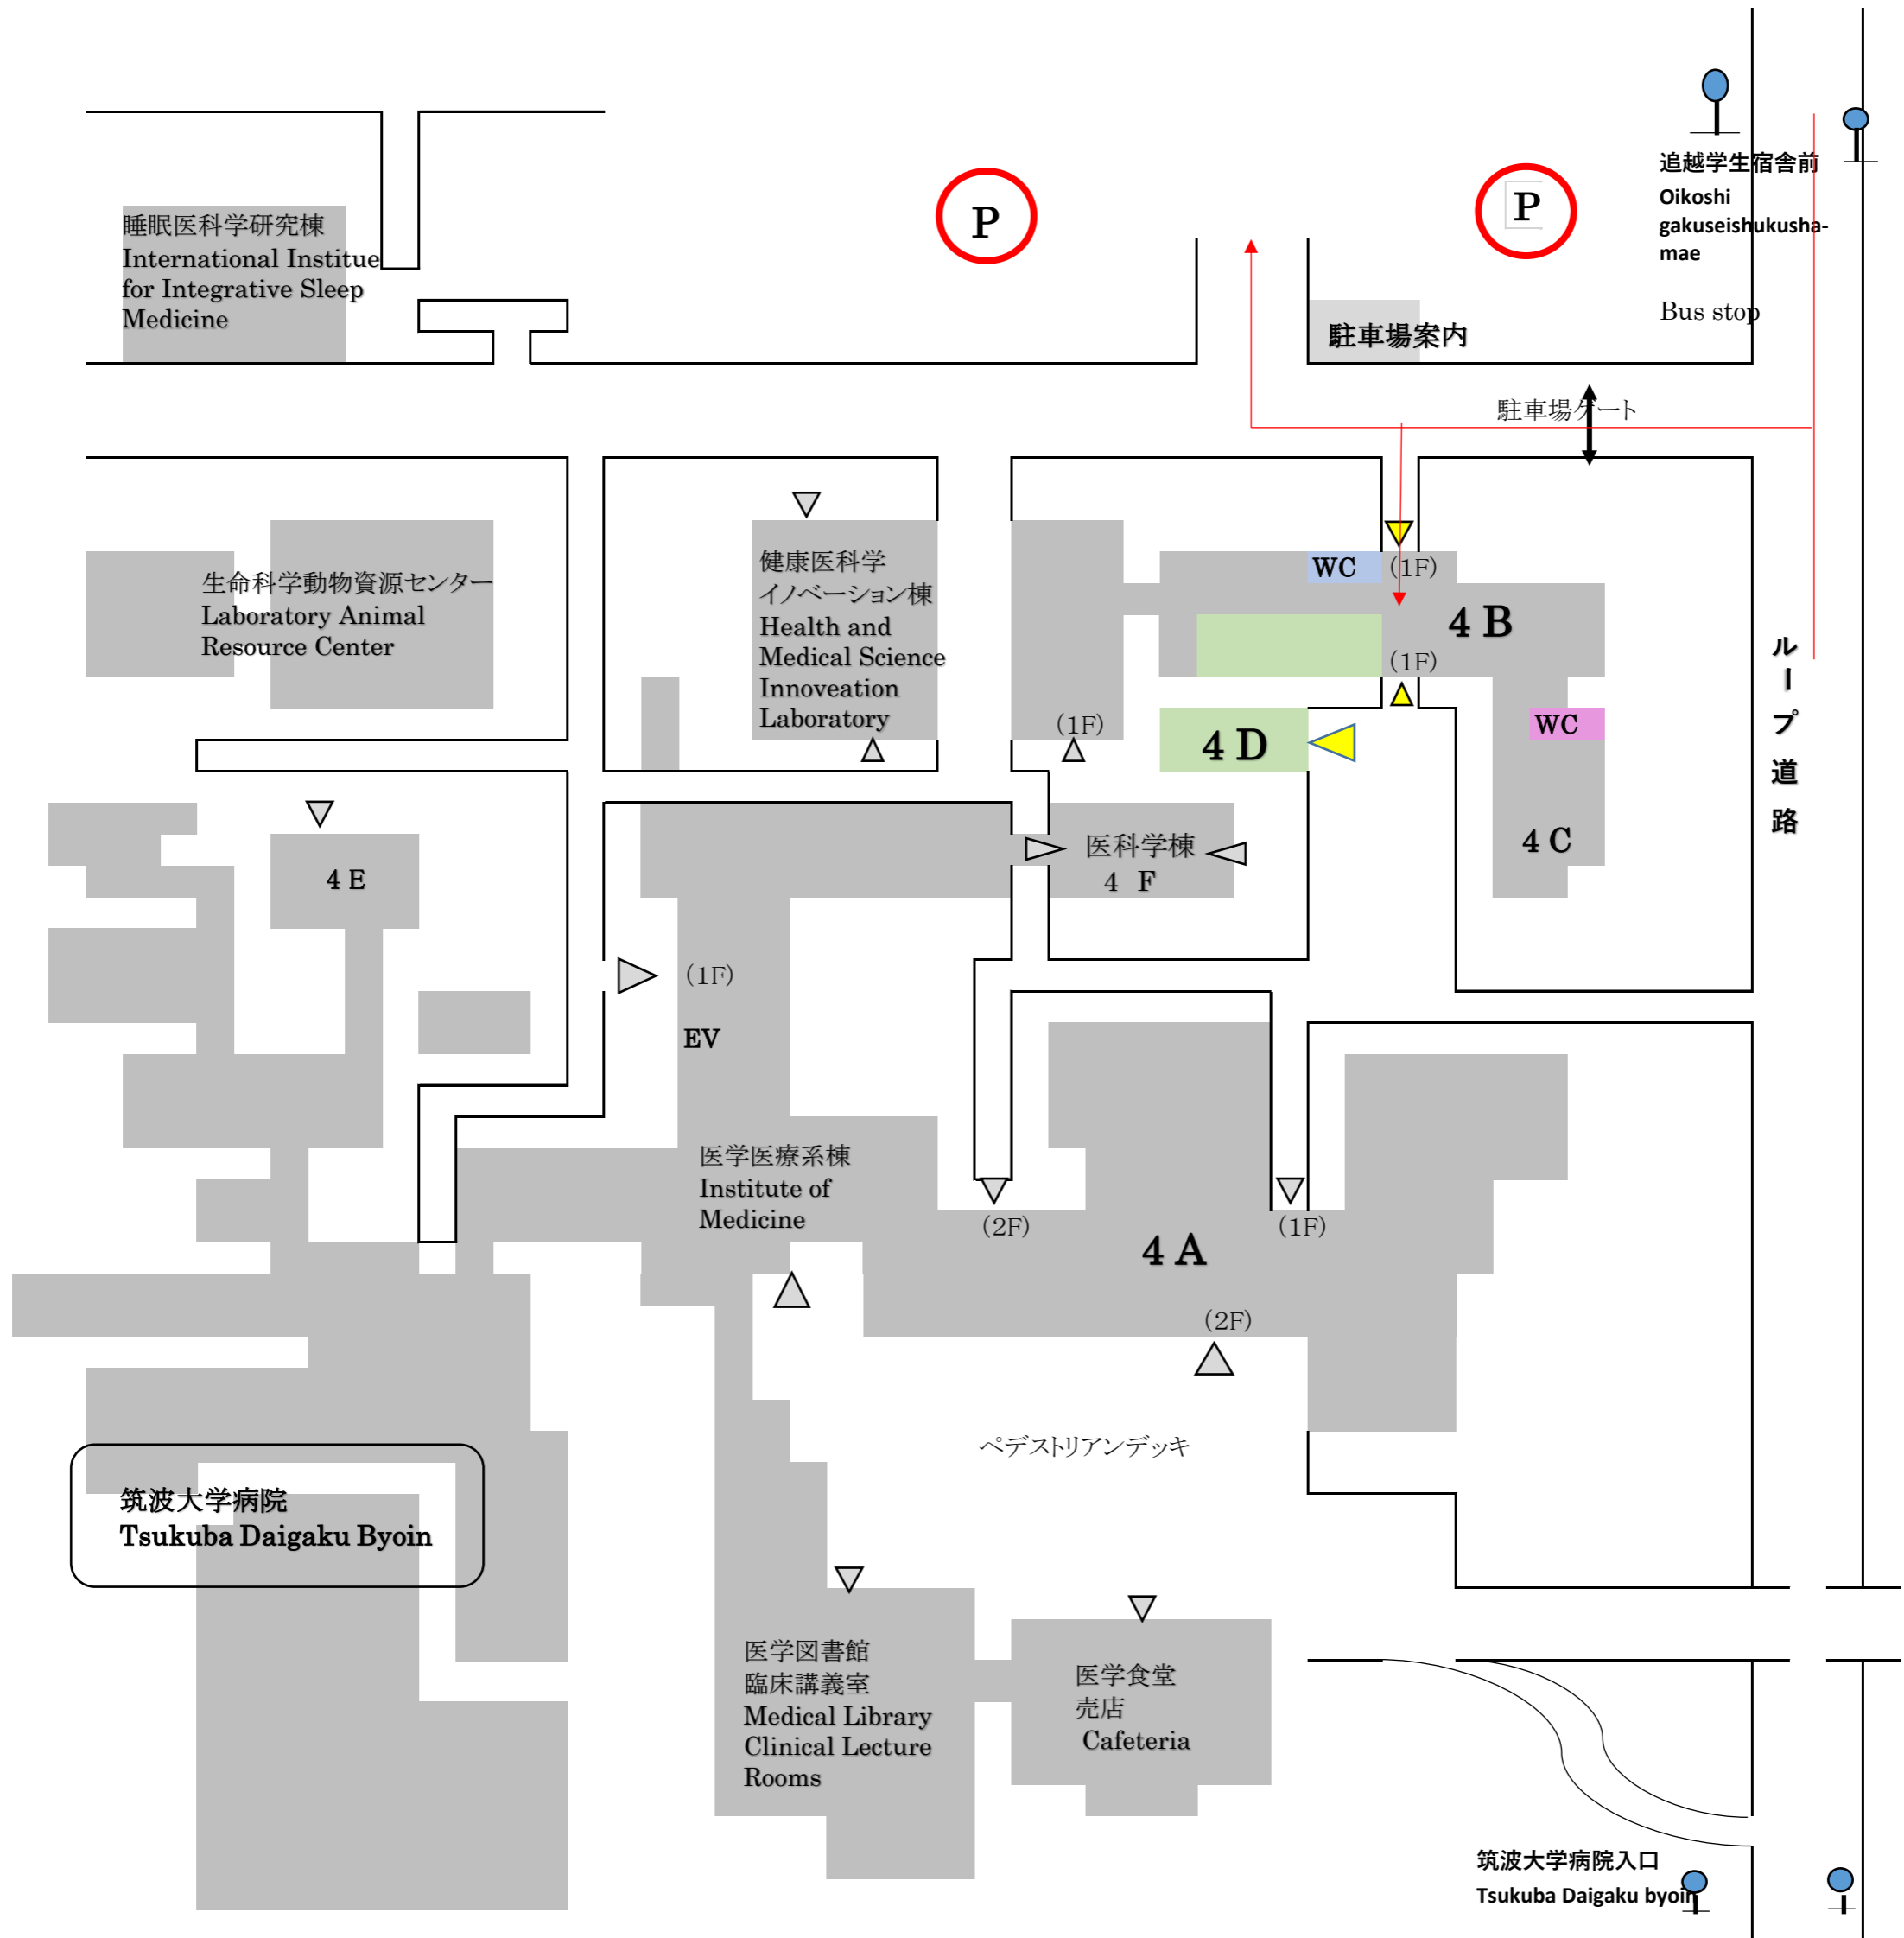 追越学生宿舎前
Oikoshi
gakuseishukusha-
mae
Bus stop
P
P
睡眠医科学研究棟
International Institue
for Integrative Sleep
Medicine
駐車場案内
駐車場ゲート
生命科学動物資源センター
Laboratory Animal
Resource Center
健康医科学
イノベーション棟
Health and
Medical Science
Innoveation
Laboratory
(1F)
WC
(1F)
4 B
(1F)
4 D
WC
4 C
ループ道路
4 E
医科学棟
4 F
(1F)
EV
医学医療系棟
Institute of
Medicine
(2F)
(1F)
4 A
(2F)
ペデストリアンデッキ
筑波大学病院
Tsukuba Daigaku Byoin
医学図書館
臨床講義室
Medical Library
Clinical Lecture
Rooms
医学食堂
売店
Cafeteria
筑波大学病院入口
Tsukuba Daigaku byoin